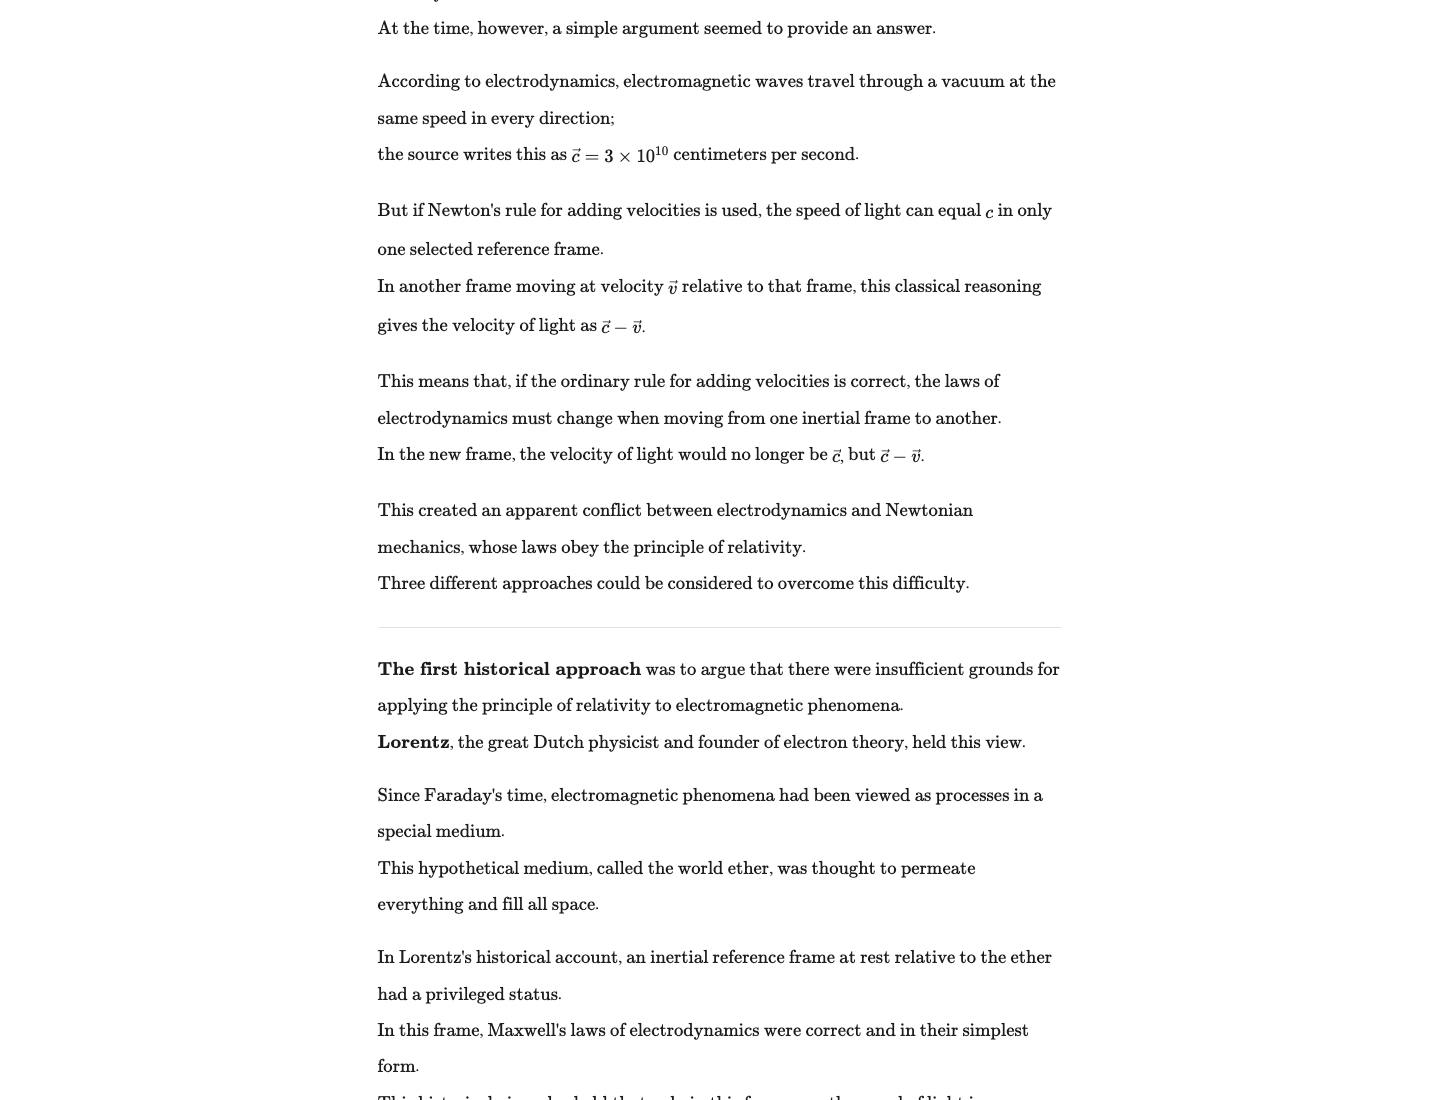 At the time, however, a simple argument seemed to provide an answer.
According to electrodynamics, electromagnetic waves travel through a vacuum at the
same speed in every direction;
the source writes this as $\vec{c} = 3 \times 10^{10}$ centimeters per second.
But if Newton's rule for adding velocities is used, the speed of light can equal $c$ in only
one selected reference frame.
In another frame moving at velocity $\vec{v}$ relative to that frame, this classical reasoning
gives the velocity of light as $\vec{c} - \vec{v}$.
This means that, if the ordinary rule for adding velocities is correct, the laws of
electrodynamics must change when moving from one inertial frame to another.
In the new frame, the velocity of light would no longer be $\vec{c}$, but $\vec{c} - \vec{v}$.
This created an apparent conflict between electrodynamics and Newtonian
mechanics, whose laws obey the principle of relativity.
Three different approaches could be considered to overcome this difficulty.
The first historical approach was to argue that there were insufficient grounds for
applying the principle of relativity to electromagnetic phenomena.
Lorentz, the great Dutch physicist and founder of electron theory, held this view.
Since Faraday's time, electromagnetic phenomena had been viewed as processes in a
special medium.
This hypothetical medium, called the world ether, was thought to permeate
everything and fill all space.
In Lorentz's historical account, an inertial reference frame at rest relative to the ether
had a privileged status.
In this frame, Maxwell's laws of electrodynamics were correct and in their simplest
form.